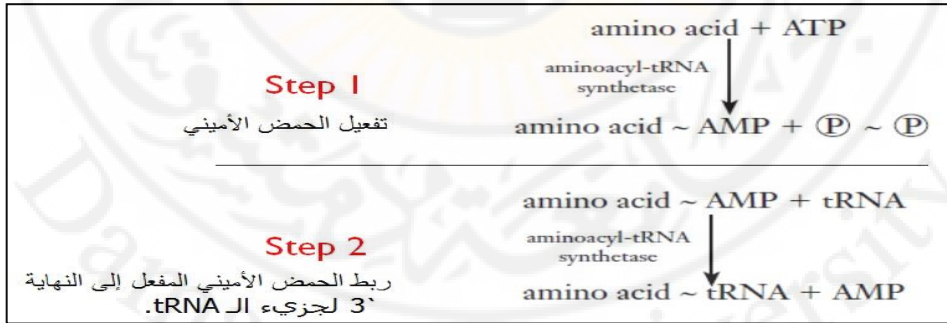 amino acid + ATP
Step 1
aminoacyl-tRNA
synthetase
تفعيل الحمض الأميني
amino acid ~ AMP + Ⓟ ~ Ⓟ
amino acid ~ AMP + tRNA
Step 2
aminoacyl-tRNA
synthetase
ربط الحمض الأميني المفعل إلى النهاية
3` لجزيء الـ tRNA.
amino acid ~ tRNA + AMP